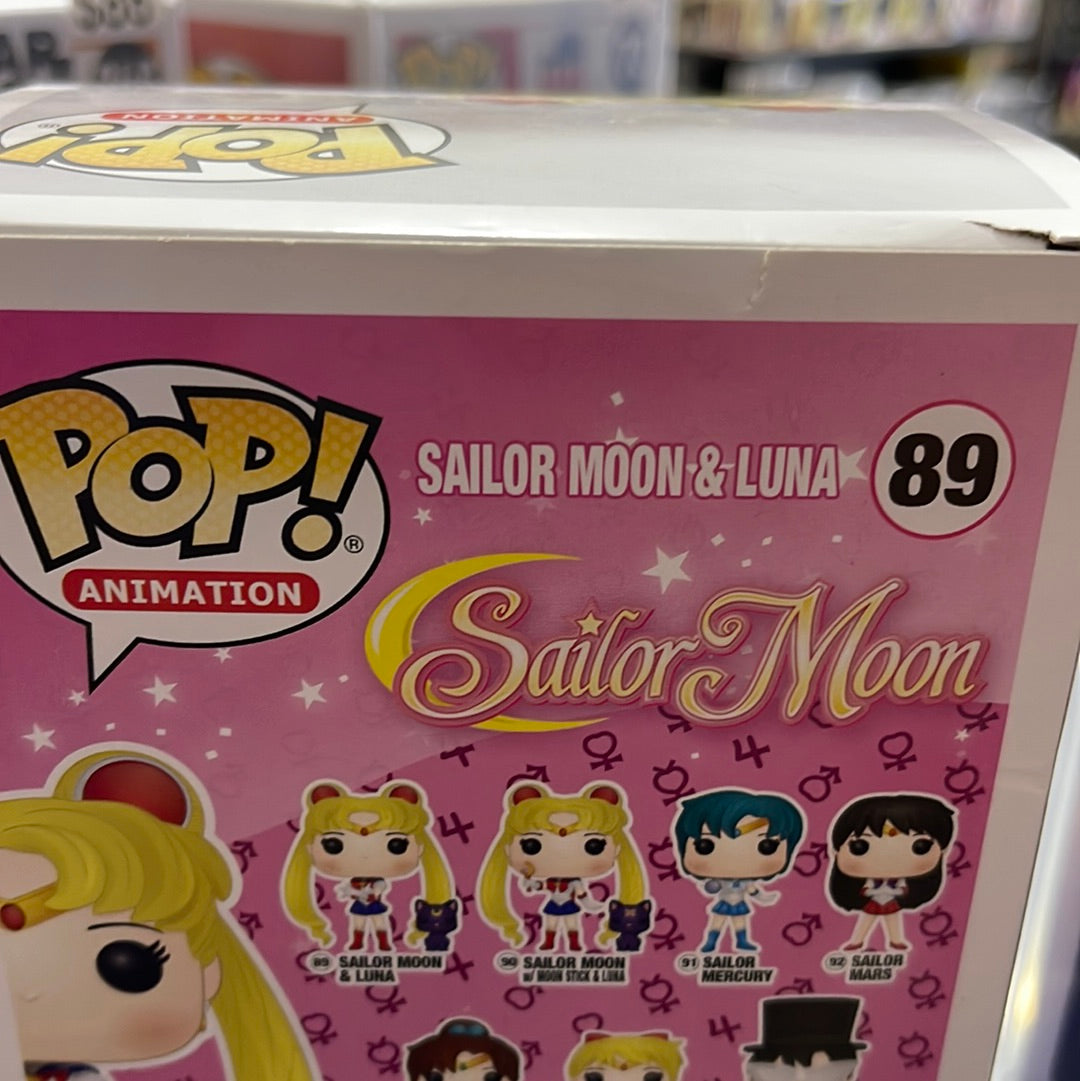 ANIMATION
POP!
POP!
®
ANIMATION
SAILOR MOON & LUNA
89
Sailor Moon
89 SAILOR MOON
& LUNA
90 SAILOR MOON
W/ MOON STICK & LUNA
91 SAILOR
MERCURY
92 SAILOR
MARS